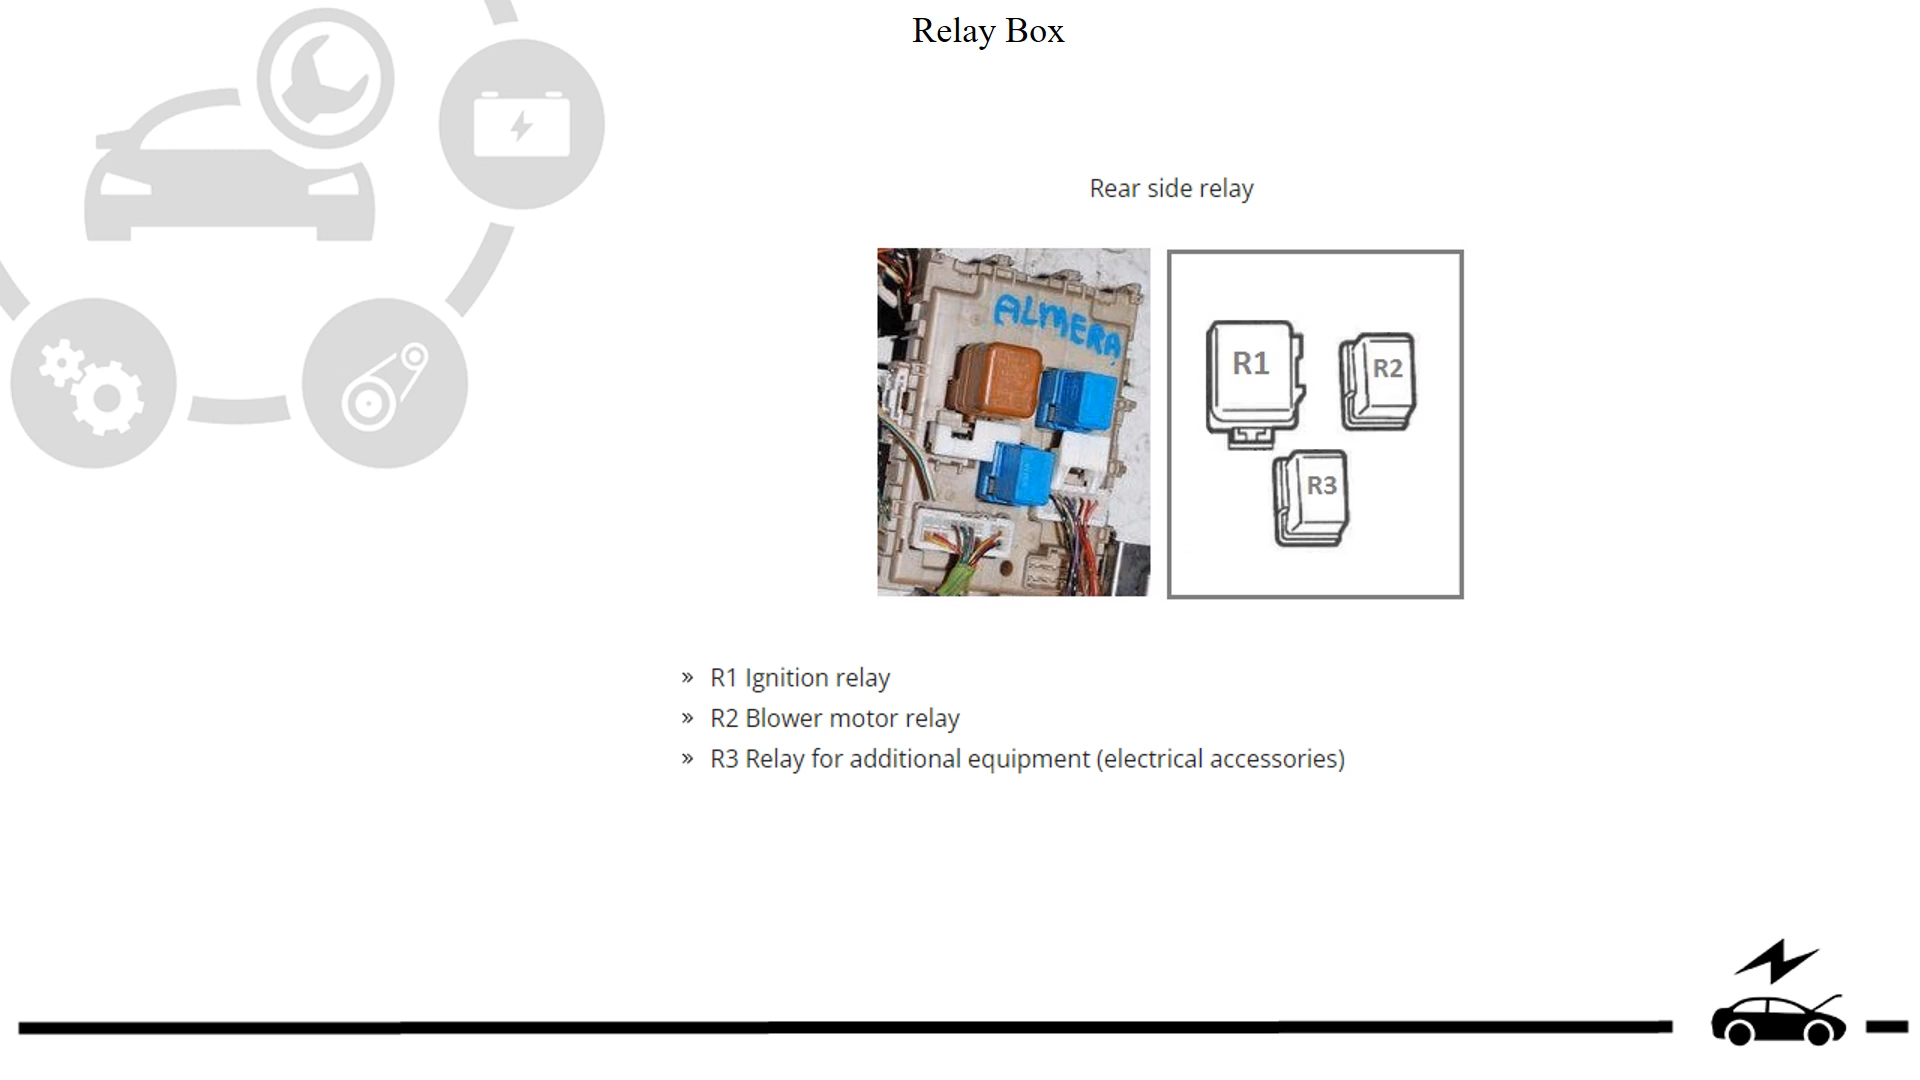 Relay Box
Rear side relay
ALMERA
R1
R2
R3
» R1 Ignition relay
» R2 Blower motor relay
» R3 Relay for additional equipment (electrical accessories)